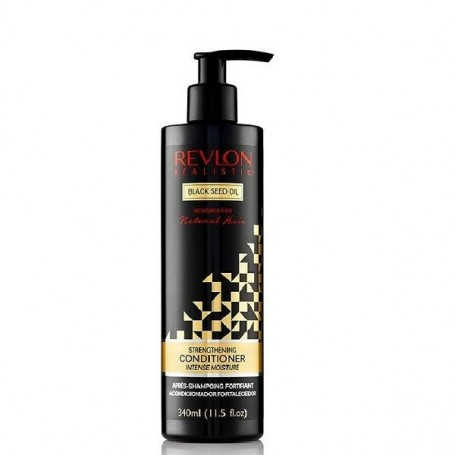 REVLON
REALISTIC
BLACK SEED OIL
DESIGNED FOR
Natural Hair
STRENGTHENING
CONDITIONER
INTENSE MOISTURE
APRÈS-SHAMPOING FORTIFIANT
ACONDICIONADOR FORTALECEDOR
340ml (11.5 fl.oz)